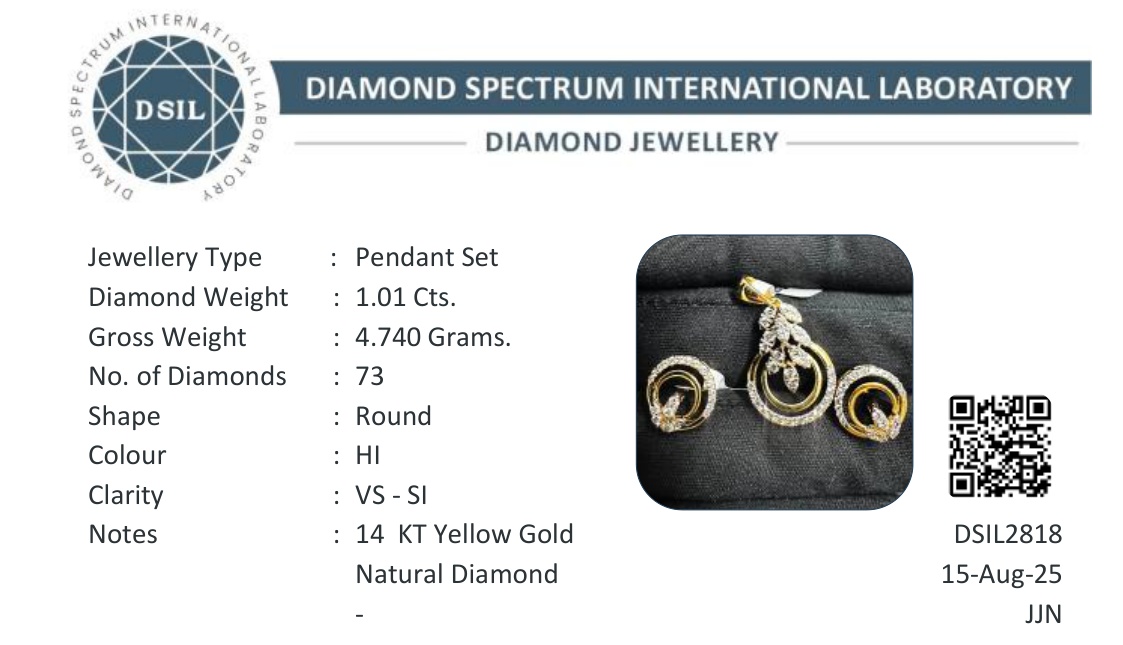 DIAMOND SPECTRUM INTERNATIONAL LABORATORY
DSIL
DIAMOND SPECTRUM INTERNATIONAL LABORATORY
DIAMOND JEWELLERY
Jewellery Type : Pendant Set
Diamond Weight : 1.01 Cts.
Gross Weight : 4.740 Grams.
No. of Diamonds : 73
Shape : Round
Colour : HI
Clarity : VS - SI
Notes : 14 KT Yellow Gold
DSIL2818
Natural Diamond
15-Aug-25
-
JJN